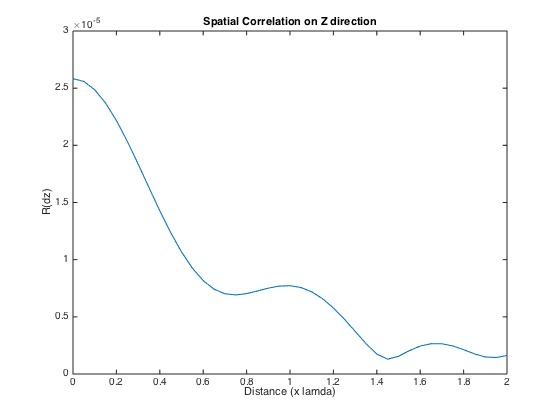 Spatial Correlation on Z direction
×10⁻⁵
3
2.5
2
1.5
1
0.5
0
R(dz)
0 0.2 0.4 0.6 0.8 1 1.2 1.4 1.6 1.8 2
Distance (x lamda)